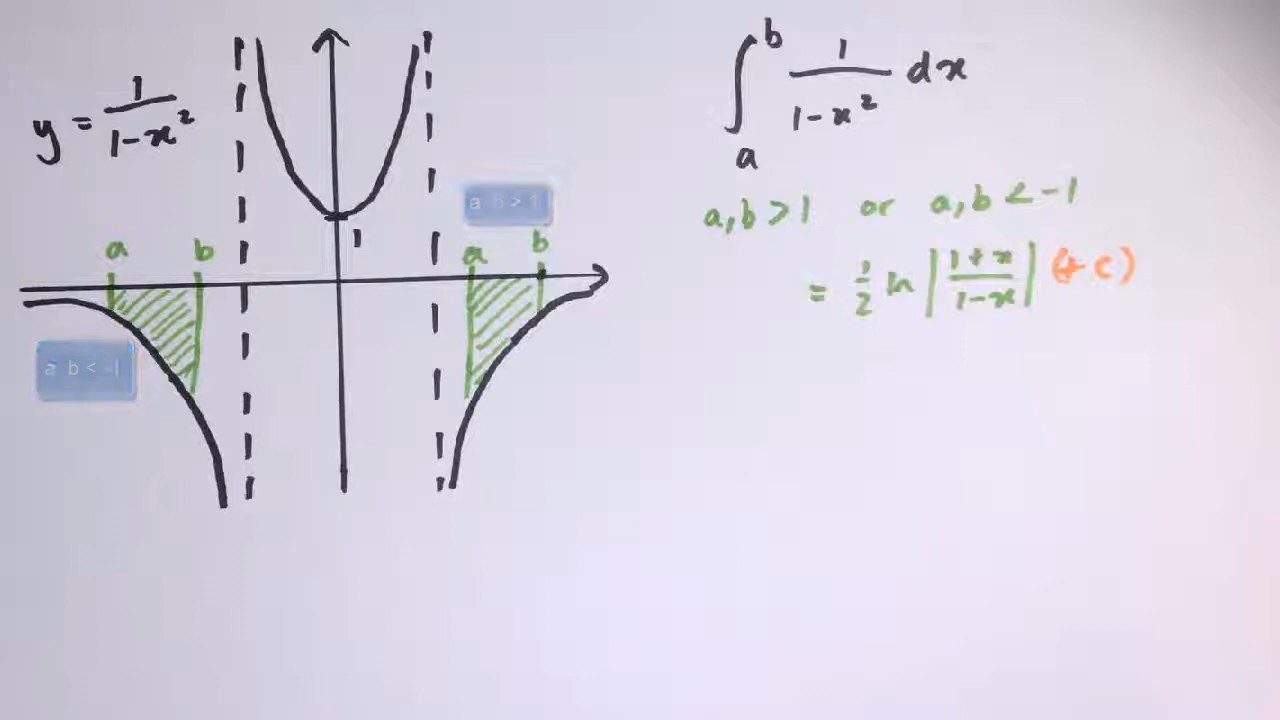 y = 1/(1-x²)
∫ₐᵇ 1/(1-x²) dx
a b > 1
a, b > 1 or a, b < -1
a b
a b
1
= 1/2 ln |(1+x)/(1-x)| (+ c)
a b < -1